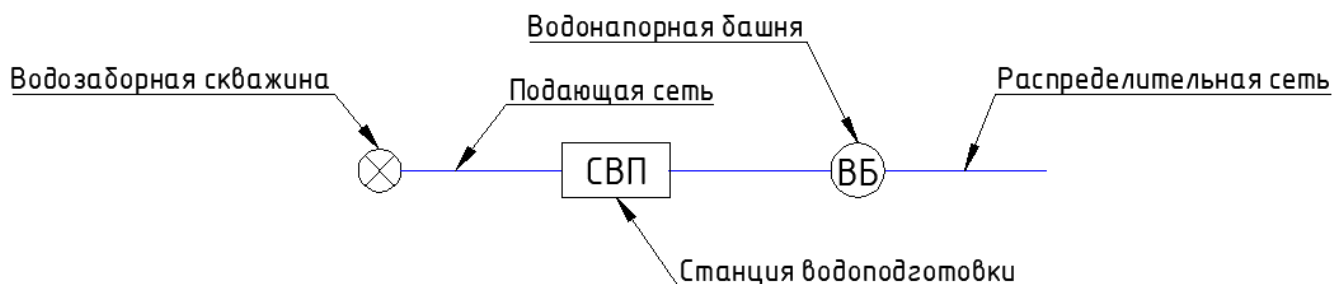 Водонапорная башня
Водозаборная скважина
Подающая сеть
Распределительная сеть
СВП
ВБ
Станция водоподготовки